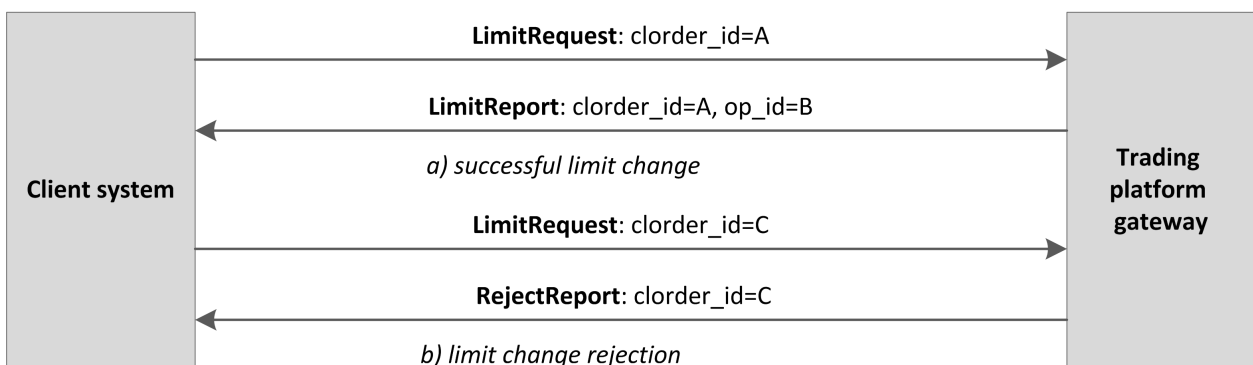 LimitRequest: clorder_id=A
LimitReport: clorder_id=A, op_id=B
a) successful limit change
Client system
Trading
platform
gateway
LimitRequest: clorder_id=C
RejectReport: clorder_id=C
b) limit change rejection